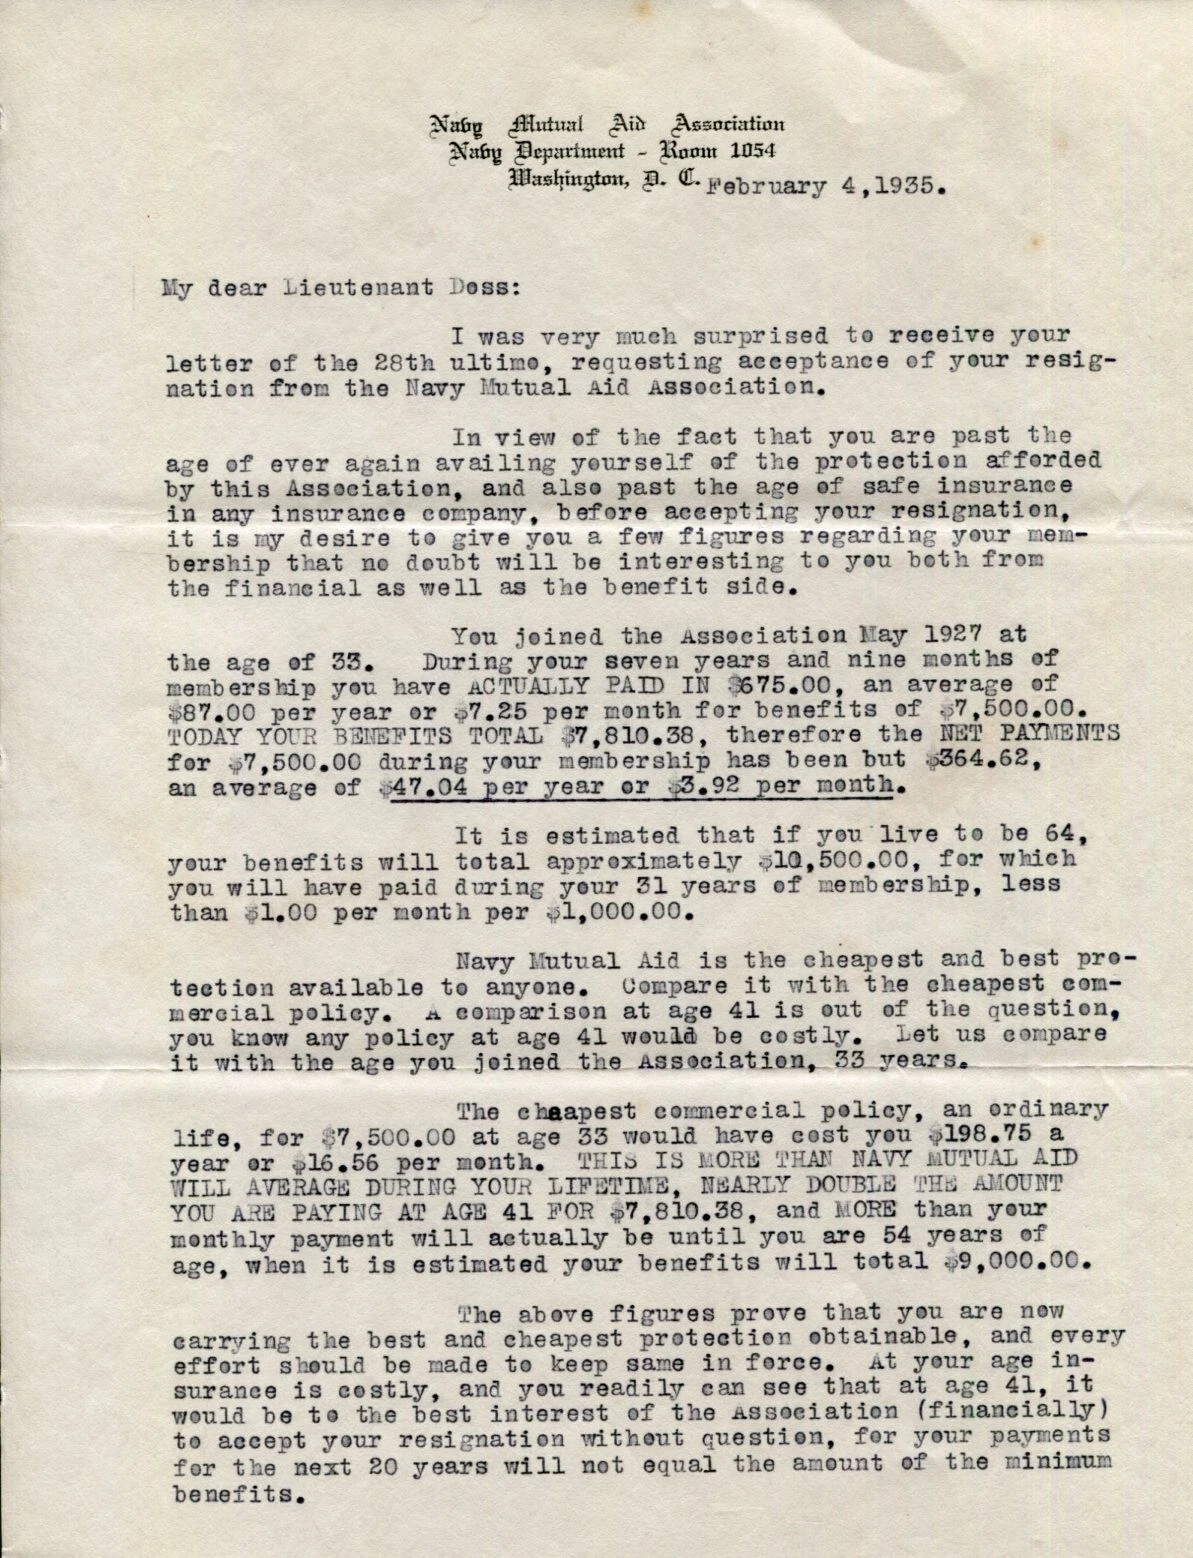 Navy Mutual Aid Association
Navy Department - Room 1054
Washington, D. C. February 4,1935.
My dear Lieutenant Doss:
I was very much surprised to receive your
letter of the 28th ultimo, requesting acceptance of your resig-
nation from the Navy Mutual Aid Association.
In view of the fact that you are past the
age of ever again availing yourself of the protection afforded
by this Association, and also past the age of safe insurance
in any insurance company, before accepting your resignation,
it is my desire to give you a few figures regarding your mem-
bership that no doubt will be interesting to you both from
the financial as well as the benefit side.
You joined the Association May 1927 at
the age of 33. During your seven years and nine months of
membership you have ACTUALLY PAID IN $675.00, an average of
$87.00 per year or $7.25 per month for benefits of $7,500.00.
TODAY YOUR BENEFITS TOTAL $7,810.38, therefore the NET PAYMENTS
for $7,500.00 during your membership has been but $364.62,
an average of $47.04 per year or $3.92 per month.
It is estimated that if you live to be 64,
your benefits will total approximately $10,500.00, for which
you will have paid during your 31 years of membership, less
than $1.00 per month per $1,000.00.
Navy Mutual Aid is the cheapest and best pro-
tection available to anyone. Compare it with the cheapest com-
mercial policy. A comparison at age 41 is out of the question,
you know any policy at age 41 would be costly. Let us compare
it with the age you joined the Association, 33 years.
The cheapest commercial policy, an ordinary
life, for $7,500.00 at age 33 would have cost you $198.75 a
year or $16.56 per month. THIS IS MORE THAN NAVY MUTUAL AID
WILL AVERAGE DURING YOUR LIFETIME, NEARLY DOUBLE THE AMOUNT
YOU ARE PAYING AT AGE 41 FOR $7,810.38, and MORE than your
monthly payment will actually be until you are 54 years of
age, when it is estimated your benefits will total $9,000.00.
The above figures prove that you are now
carrying the best and cheapest protection obtainable, and every
effort should be made to keep same in force. At your age in-
surance is costly, and you readily can see that at age 41, it
would be to the best interest of the Association (financially)
to accept your resignation without question, for your payments
for the next 20 years will not equal the amount of the minimum
benefits.